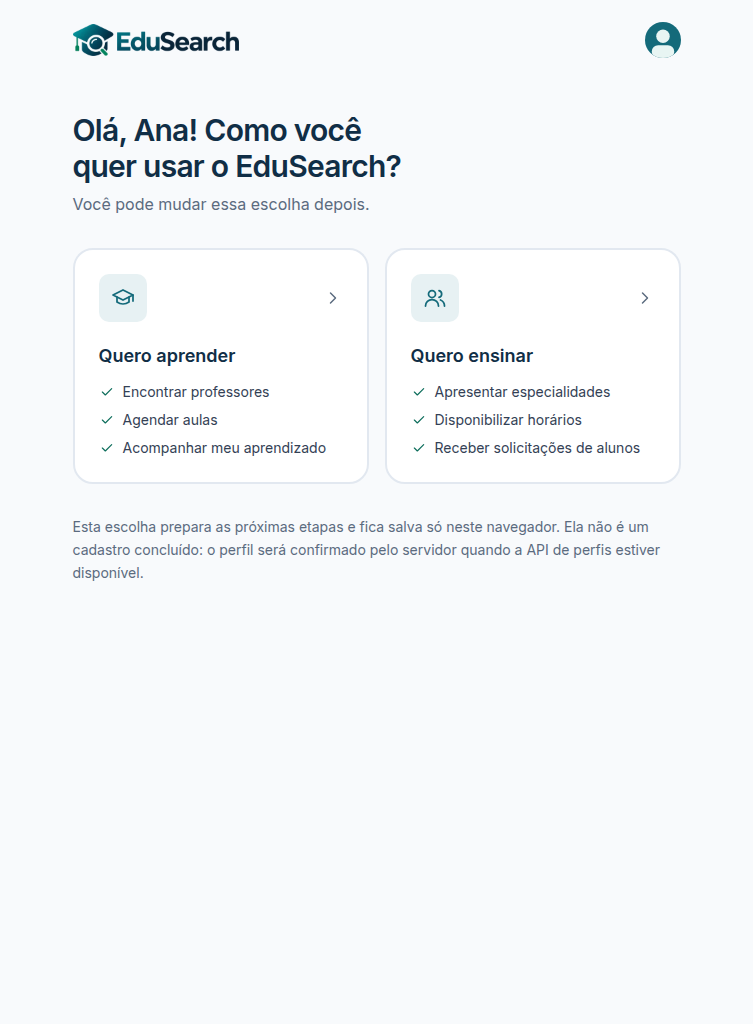 EduSearch
Olá, Ana! Como você
quer usar o EduSearch?
Você pode mudar essa escolha depois.
Quero aprender
Encontrar professores
Agendar aulas
Acompanhar meu aprendizado
Quero ensinar
Apresentar especialidades
Disponibilizar horários
Receber solicitações de alunos
Esta escolha prepara as próximas etapas e fica salva só neste navegador. Ela não é um
cadastro concluído: o perfil será confirmado pelo servidor quando a API de perfis estiver
disponível.